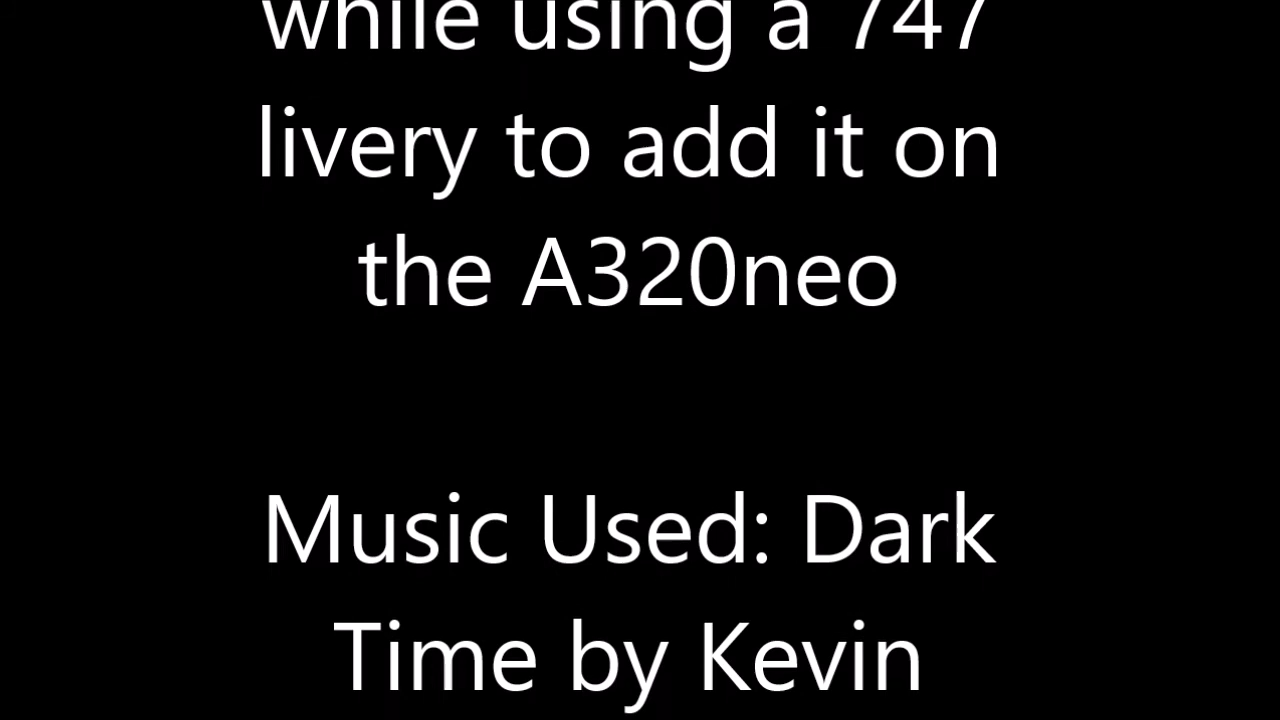 while using a 747
livery to add it on
the A320neo
Music Used: Dark
Time by Kevin